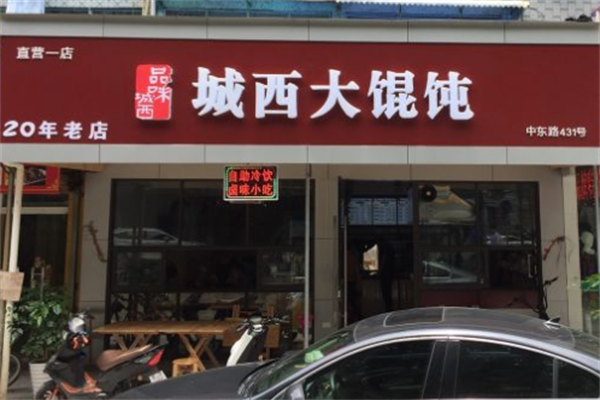 直营一店
品味城西
城西大馄饨
20年老店
中东路431号
自助冷饮
卤味小吃